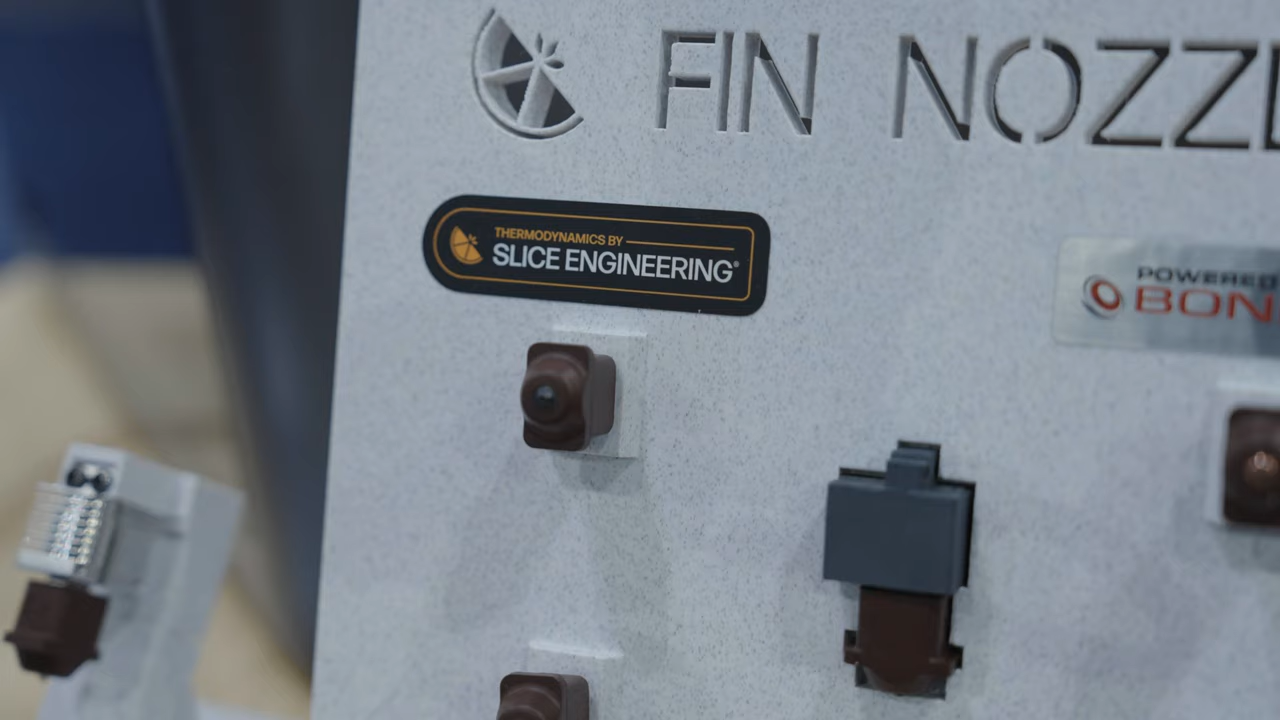 FIN NOZZ
THERMODYNAMICS BY
SLICE ENGINEERING®
POWERED
BON